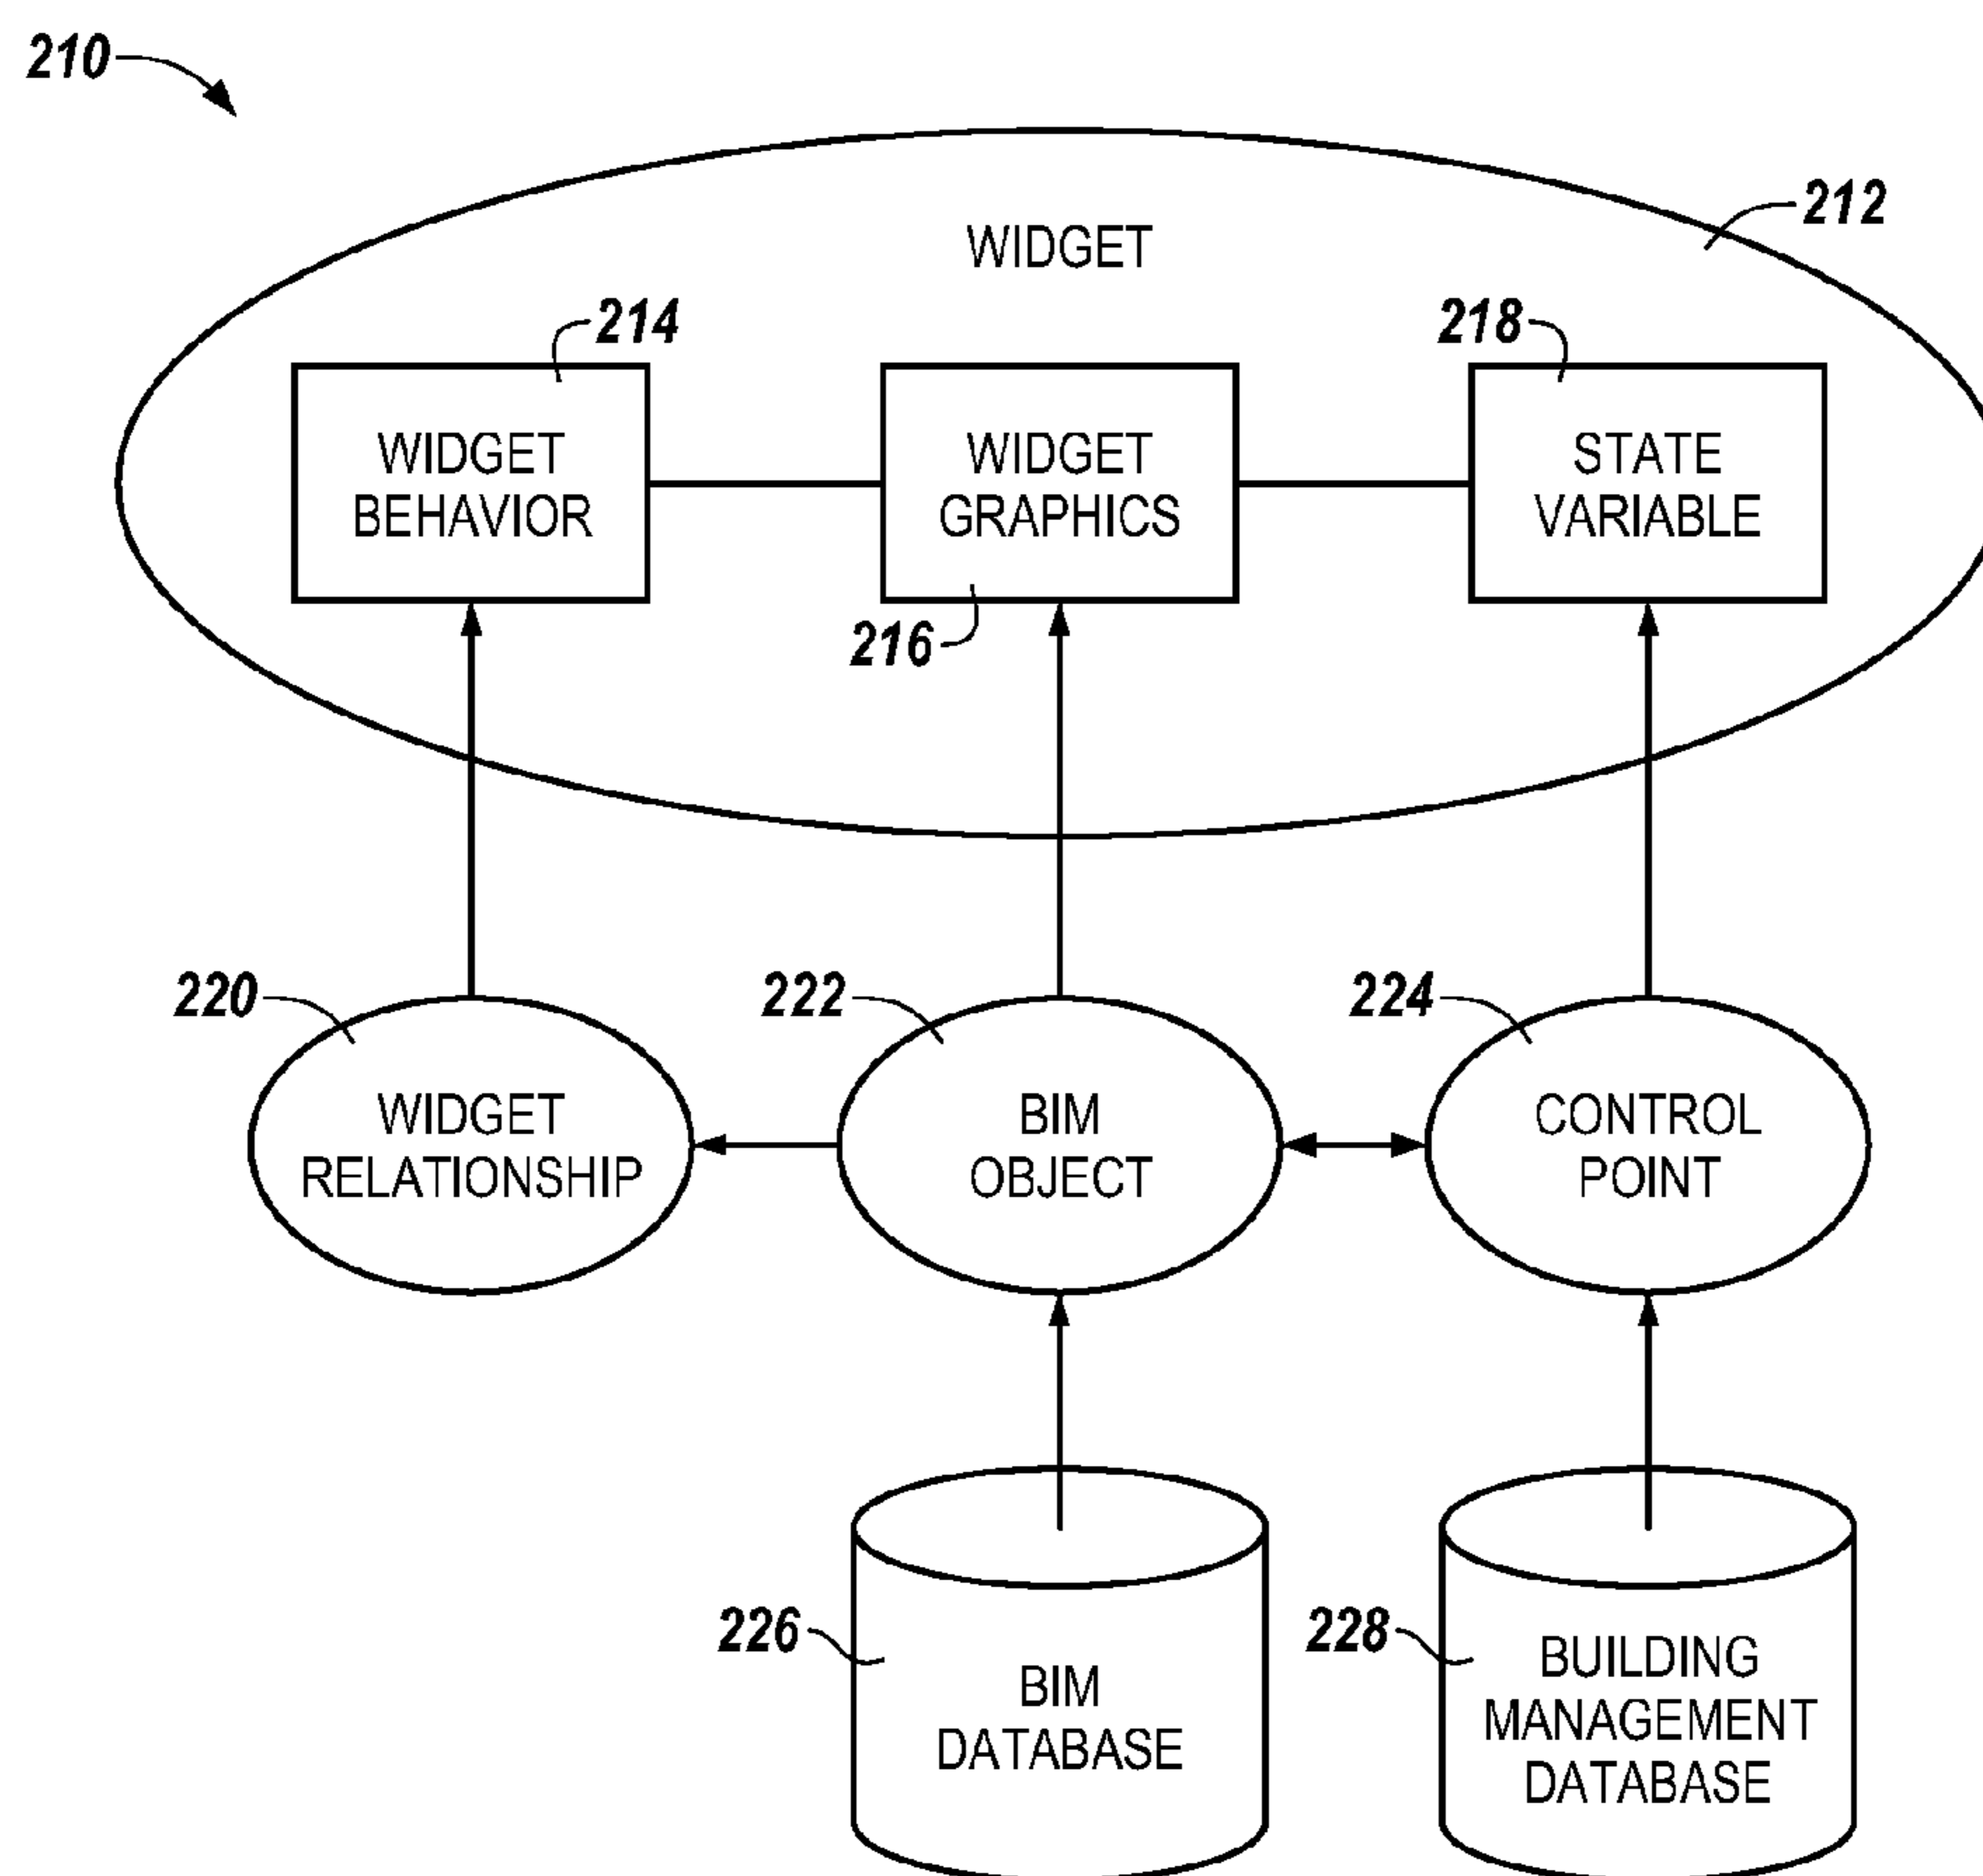 210
212
WIDGET
214
218
WIDGET
BEHAVIOR
WIDGET
GRAPHICS
STATE
VARIABLE
216
220
222
224
WIDGET
RELATIONSHIP
BIM
OBJECT
CONTROL
POINT
226
228
BIM
DATABASE
BUILDING
MANAGEMENT
DATABASE